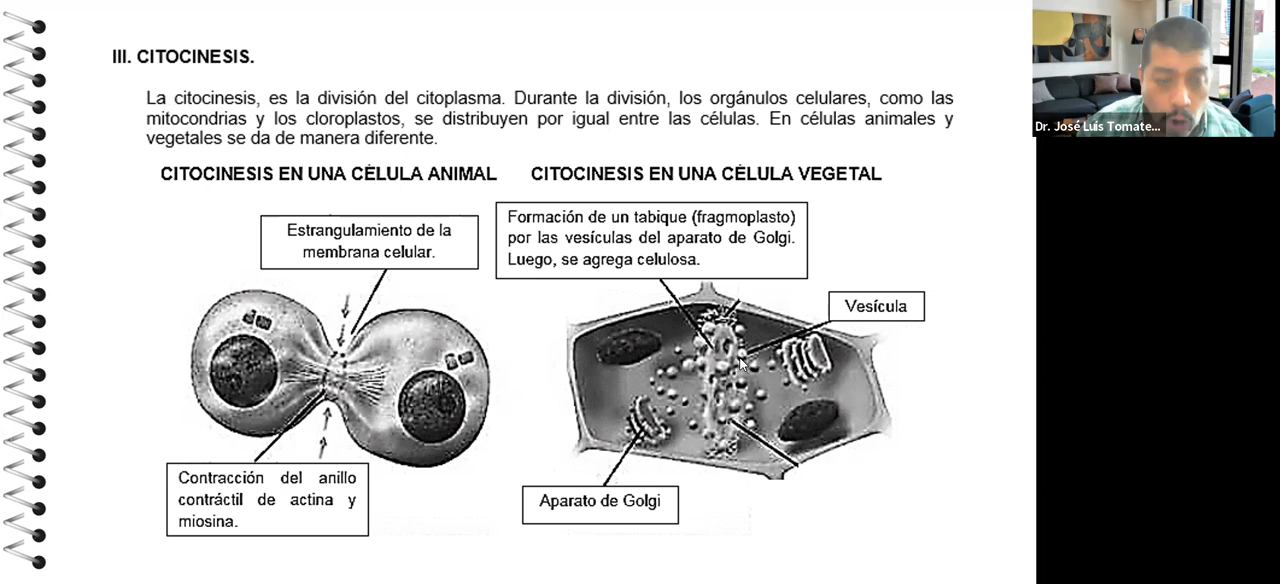 III. CITOCINESIS.
La citocinesis, es la división del citoplasma. Durante la división, los orgánulos celulares, como las
mitocondrias y los cloroplastos, se distribuyen por igual entre las células. En células animales y
vegetales se da de manera diferente.
CITOCINESIS EN UNA CÉLULA ANIMAL
CITOCINESIS EN UNA CÉLULA VEGETAL
Estrangulamiento de la
membrana celular.
Formación de un tabique (fragmoplasto)
por las vesículas del aparato de Golgi.
Luego, se agrega celulosa.
Vesícula
Contracción del anillo
contráctil de actina y
miosina.
Aparato de Golgi
Dr. José Luis Tomate...